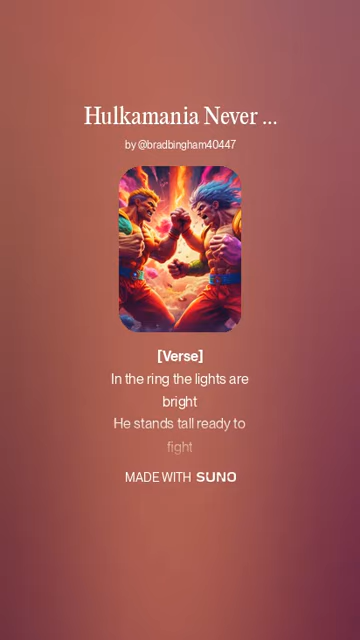 Hulkamania Never ...
by @bradbingham40447
[Verse]
In the ring the lights are
bright
He stands tall ready to
fight
MADE WITH SUNO